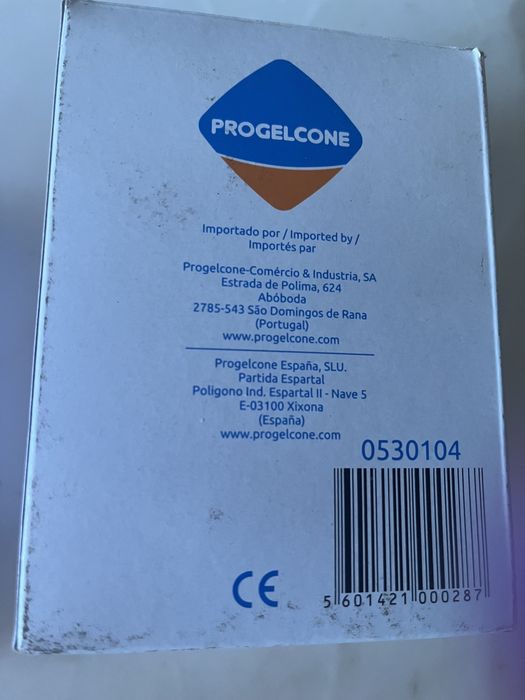 PROGELCONE
Importado por / Imported by /
Importés par
Progelcone-Comércio & Industria, SA
Estrada de Polima, 624
Abóboda
2785-543 São Domingos de Rana
(Portugal)
www.progelcone.com
Progelcone España, SLU.
Partida Espartal
Poligono Ind. Espartal II - Nave 5
E-03100 Xixona
(España)
www.progelcone.com
0530104
CE
5 601421 000287